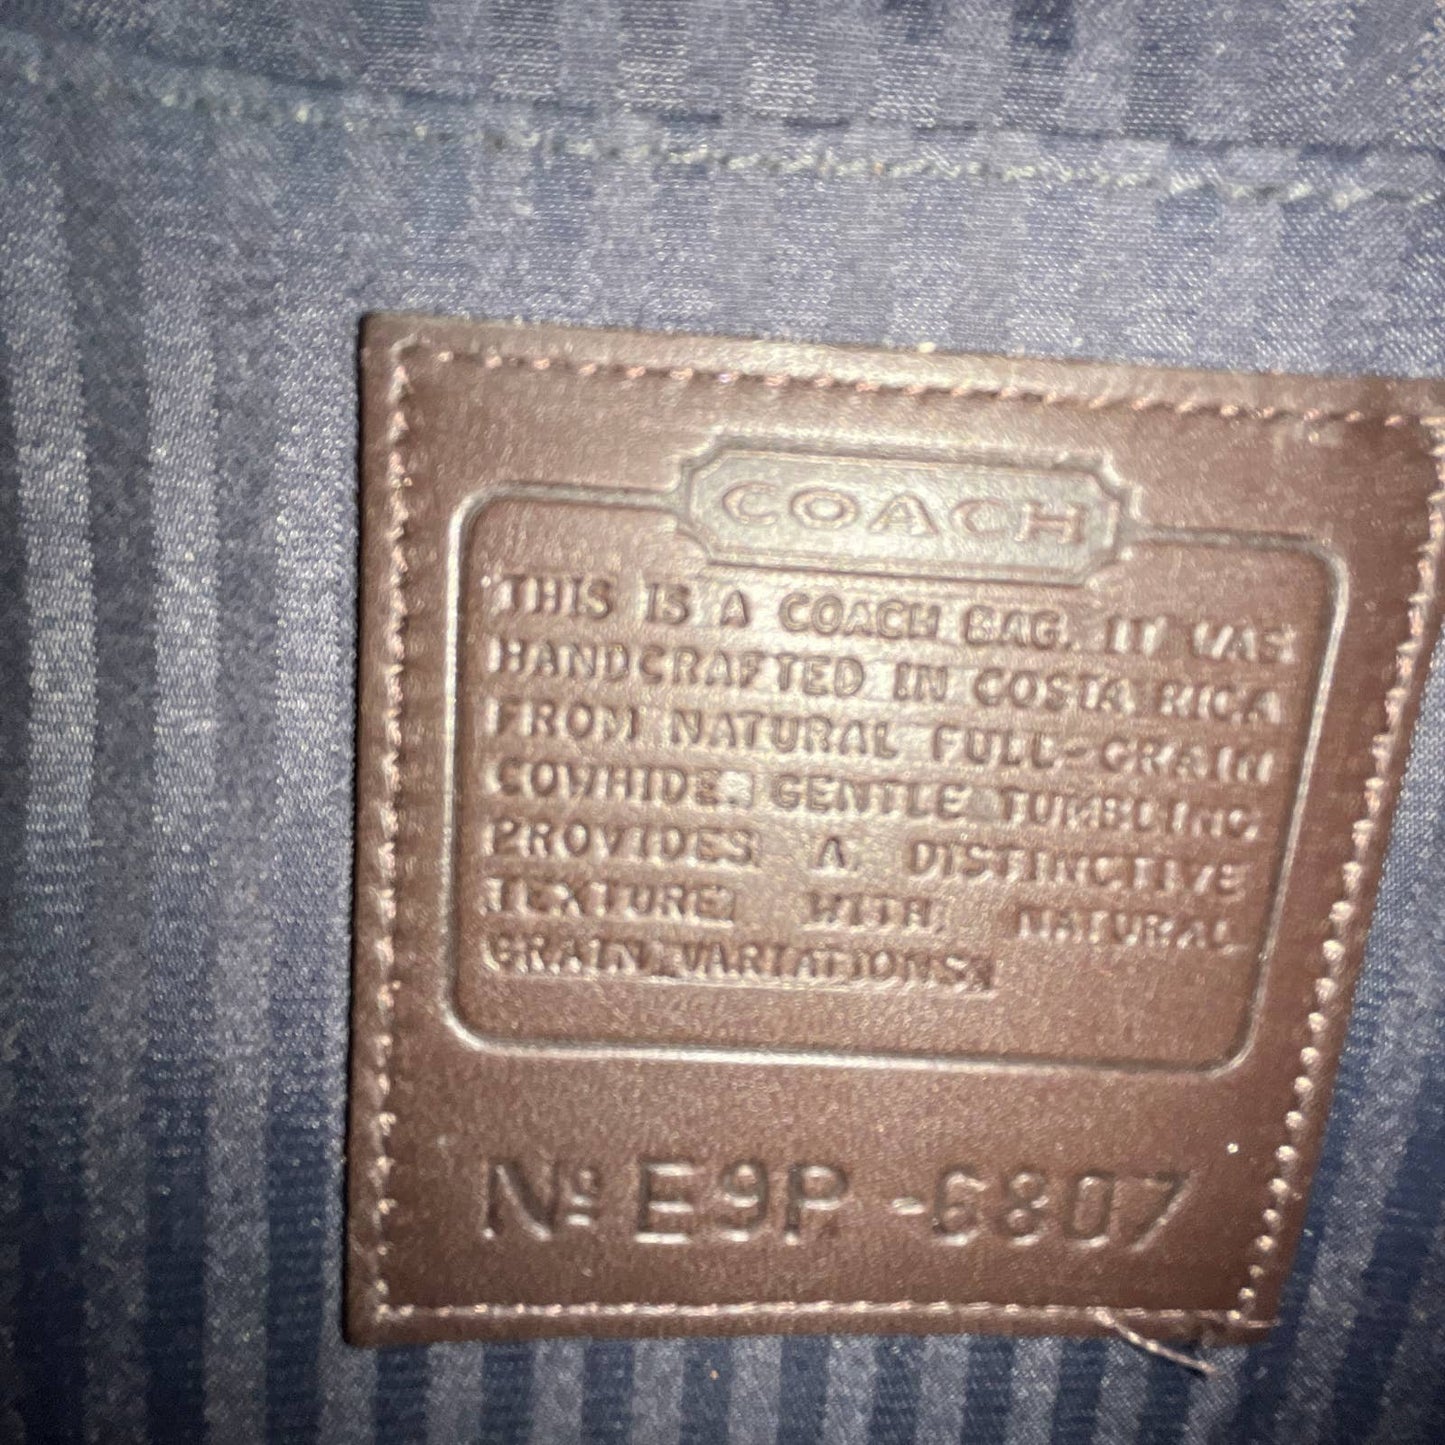 COACH
THIS IS A COACH BAG. IT WAS
HANDCRAFTED IN COSTA RICA
FROM NATURAL FULL-GRAIN
COWHIDE. GENTLE TUMBLING
PROVIDES A DISTINCTIVE
TEXTURE WITH NATURAL
GRAIN VARIATIONS.
Nº E9P-6807